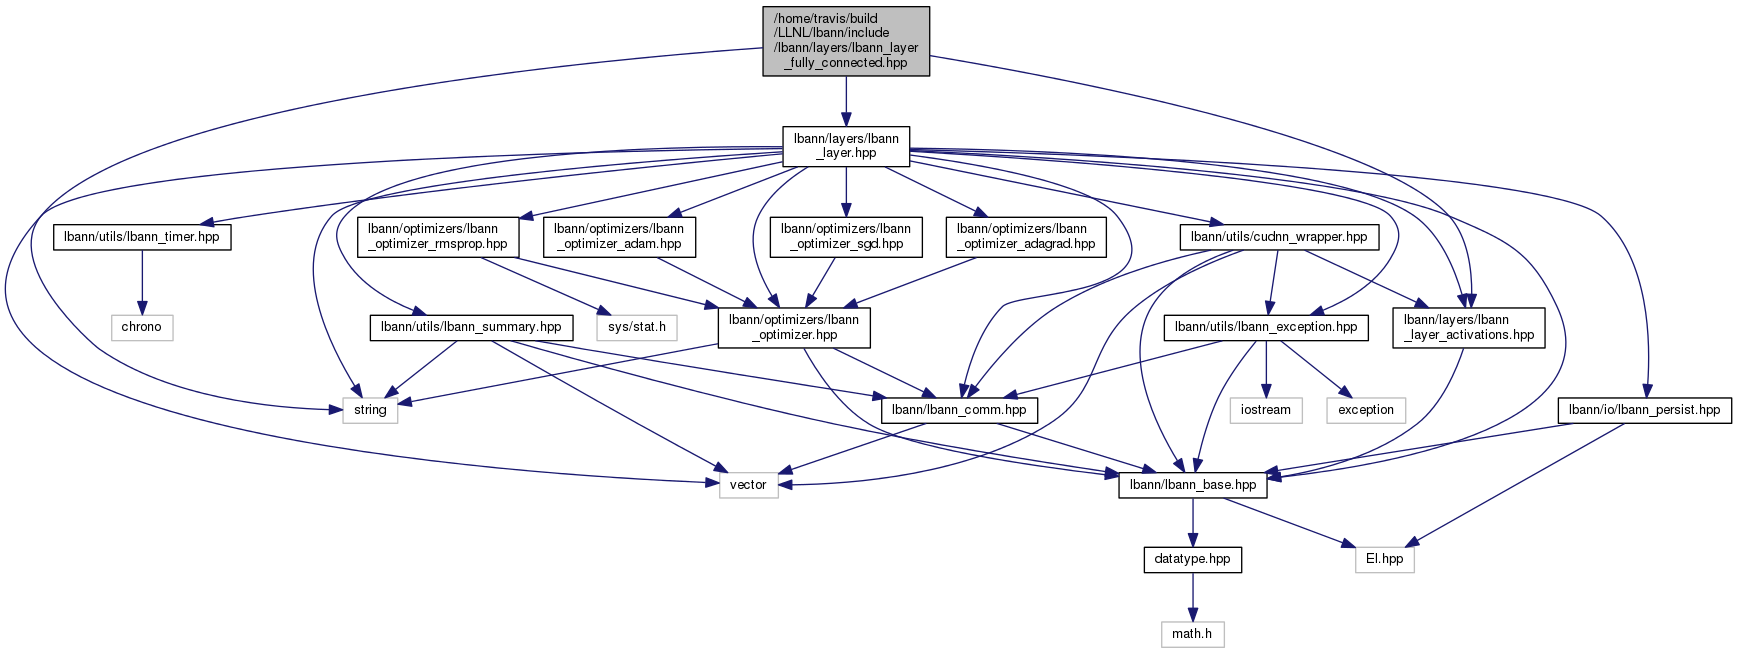 /home/travis/build
/LLNL/lbann/include
/lbann/layers/lbann_layer
_fully_connected.hpp
lbann/layers/lbann
_layer.hpp
lbann/utils/lbann_timer.hpp
lbann/optimizers/lbann
_optimizer_rmsprop.hpp
lbann/optimizers/lbann
_optimizer_adam.hpp
lbann/optimizers/lbann
_optimizer_sgd.hpp
lbann/optimizers/lbann
_optimizer_adagrad.hpp
lbann/utils/cudnn_wrapper.hpp
chrono
lbann/utils/lbann_summary.hpp
sys/stat.h
lbann/optimizers/lbann
_optimizer.hpp
lbann/utils/lbann_exception.hpp
lbann/layers/lbann
_layer_activations.hpp
string
lbann/lbann_comm.hpp
iostream
exception
lbann/io/lbann_persist.hpp
vector
lbann/lbann_base.hpp
datatype.hpp
El.hpp
math.h